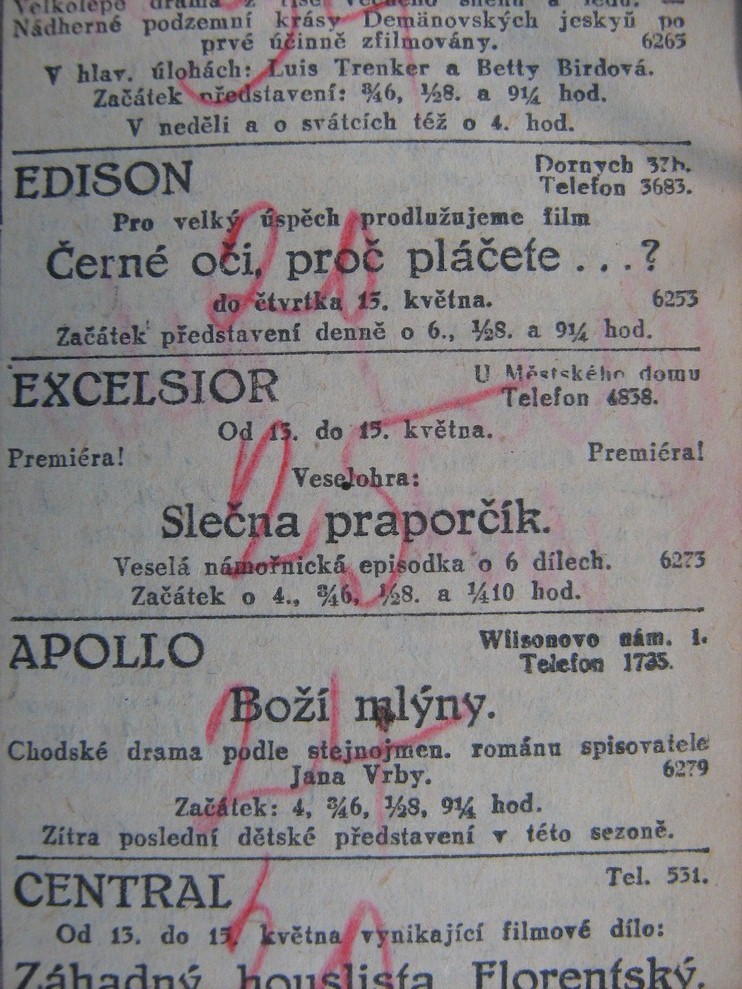 Velkolepé drama z říše věčného sněhu a ledu. —
Nádherné podzemní krásy Demänovských jeskyň po
prvé účinně zfilmovány. 6265
V hlav. úlohách: Luis Trenker a Betty Birdová.
Začátek představení: ¾6, ½8. a 9¼ hod.
V neděli a o svátcích též o 4. hod.
EDISON
Dornych 37b.
Telefon 3683.
Pro velký úspěch prodlužujeme film
Černé oči, proč pláčete ...?
do čtvrtka 15. května. 6253
Začátek představení denně o 6., ½8. a 9¼ hod.
EXCELSIOR
U Městského domu
Telefon 4838.
Od 13. do 15. května.
Premiéra! Premiéra!
Veselohra:
Slečna praporčík.
Veselá námořnická episodka o 6 dílech. 6273
Začátek o 4., ¾6, ½8. a ¼10 hod.
APOLLO
Wilsonovo nám. 1.
Telefon 1735.
Boží mlýny.
Chodské drama podle stejnojmen. románu spisovatele
Jana Vrby. 6279
Začátek: 4, ¾6, ½8, 9¼ hod.
Zítra poslední dětské představení v této sezoně.
CENTRAL Tel. 531.
Od 13. do 15. května vynikající filmové dílo:
Záhadný houslista Florentský.